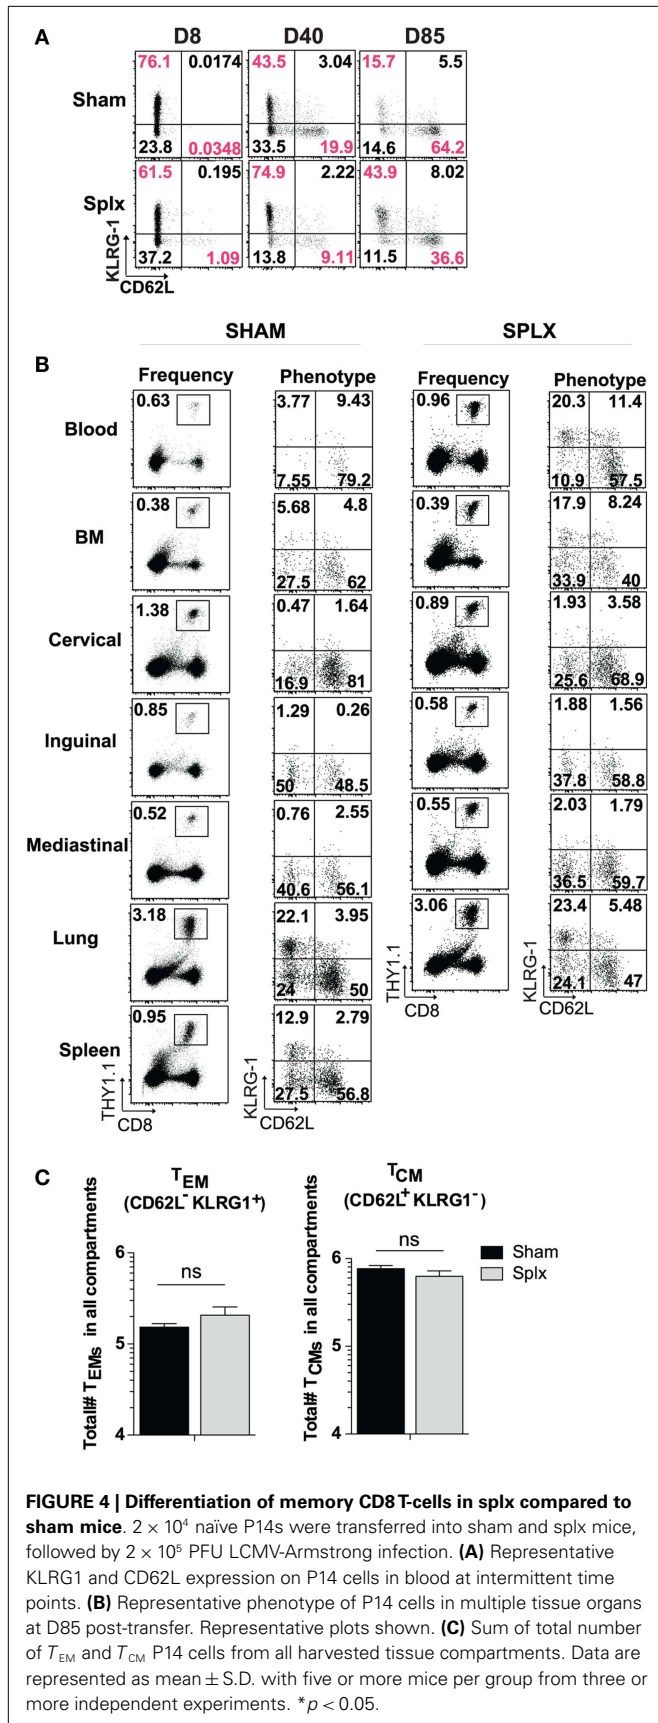 A
D8 D40 D85
Sham
76.1 0.0174 43.5 3.04 15.7 5.5
23.8 0.0348 33.5 19.9 14.6 64.2
Splx
61.5 0.195 74.9 2.22 43.9 8.02
37.2 1.09 13.8 9.11 11.5 36.6
KLRG-1
CD62L
SHAM SPLX
B
Frequency Phenotype Frequency Phenotype
Blood
0.63 3.77 9.43 0.96 20.3 11.4
7.55 79.2 10.9 57.5
BM
0.38 5.68 4.8 0.39 17.9 8.24
27.5 62 33.9 40
Cervical
1.38 0.47 1.64 0.89 1.93 3.58
16.9 81 25.6 68.9
Inguinal
0.85 1.29 0.26 0.58 1.88 1.56
50 48.5 37.8 58.8
Mediastinal
0.52 0.76 2.55 0.55 2.03 1.79
40.6 56.1 36.5 59.7
Lung
3.18 22.1 3.95 3.06 23.4 5.48
24 50 24.1 47
THY1.1 KLRG-1
CD8 CD62L
Spleen
0.95 12.9 2.79
27.5 56.8
THY1.1 KLRG-1
CD8 CD62L
C
TEM TCM
(CD62L- KLRG1+) (CD62L+ KLRG1-)
Total# TEMs in all compartments
6
5
4
ns
Total# TCMs in all compartments
6
5
4
ns
Sham
Splx
FIGURE 4 | Differentiation of memory CD8 T-cells in splx compared to
sham mice. 2 × 10⁴ naïve P14s were transferred into sham and splx mice,
followed by 2 × 10⁵ PFU LCMV-Armstrong infection. (A) Representative
KLRG1 and CD62L expression on P14 cells in blood at intermittent time
points. (B) Representative phenotype of P14 cells in multiple tissue organs
at D85 post-transfer. Representative plots shown. (C) Sum of total number
of TEM and TCM P14 cells from all harvested tissue compartments. Data are
represented as mean ± S.D. with five or more mice per group from three or
more independent experiments. *p < 0.05.